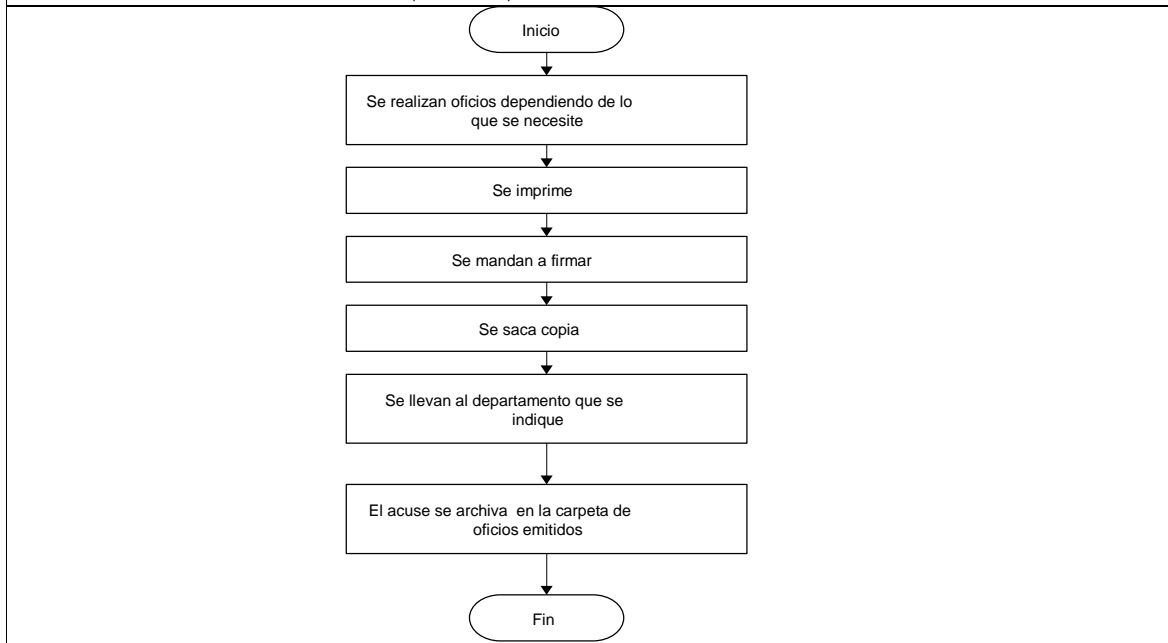 Inicio
Se realizan oficios dependiendo de lo
que se necesite
Se imprime
Se mandan a firmar
Se saca copia
Se llevan al departamento que se
indique
El acuse se archiva en la carpeta de
oficios emitidos
Fin